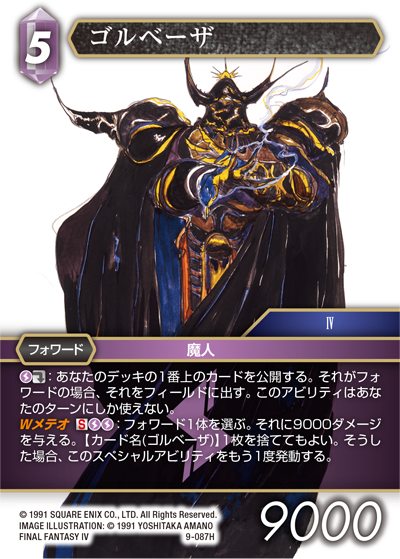 5
ゴルベーザ
IV
フォワード
魔人
：あなたのデッキの1番上のカードを公開する。それがフォ
ワードの場合、それをフィールドに出す。このアビリティはあな
たのターンにしか使えない。
Wメテオ S ：フォワード1体を選ぶ。それに9000ダメージ
を与える。【カード名(ゴルベーザ)】1枚を捨ててもよい。そうし
た場合、このスペシャルアビリティをもう1度発動する。
© 1991 SQUARE ENIX CO., LTD. All Rights Reserved.
IMAGE ILLUSTRATION: © 1991 YOSHITAKA AMANO
FINAL FANTASY IV 9-087H
9000